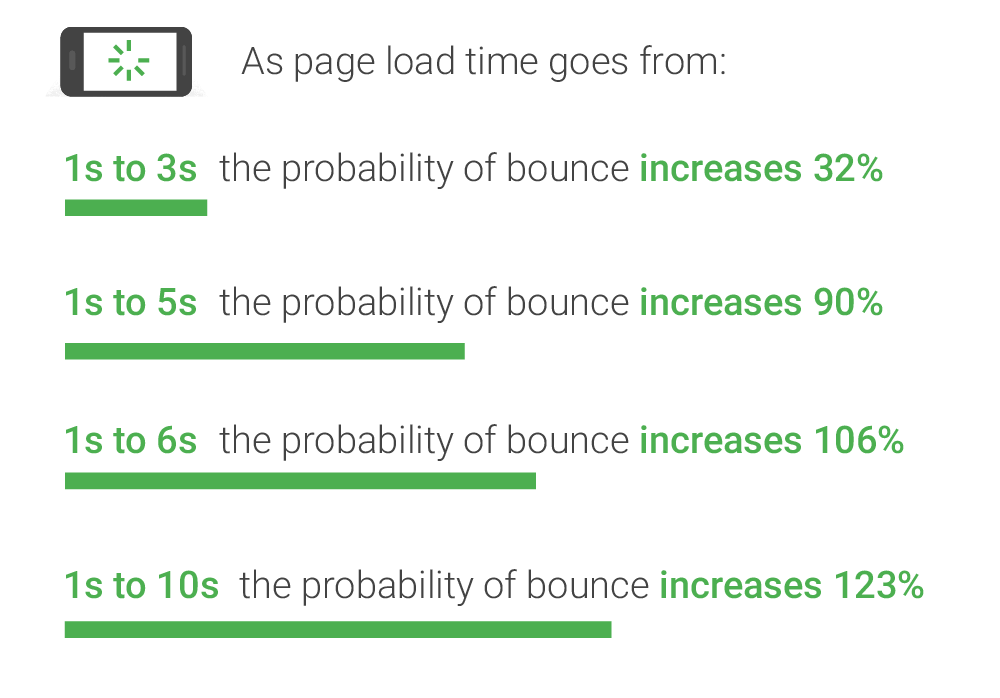 As page load time goes from:
1s to 3s the probability of bounce increases 32%
1s to 5s the probability of bounce increases 90%
1s to 6s the probability of bounce increases 106%
1s to 10s the probability of bounce increases 123%